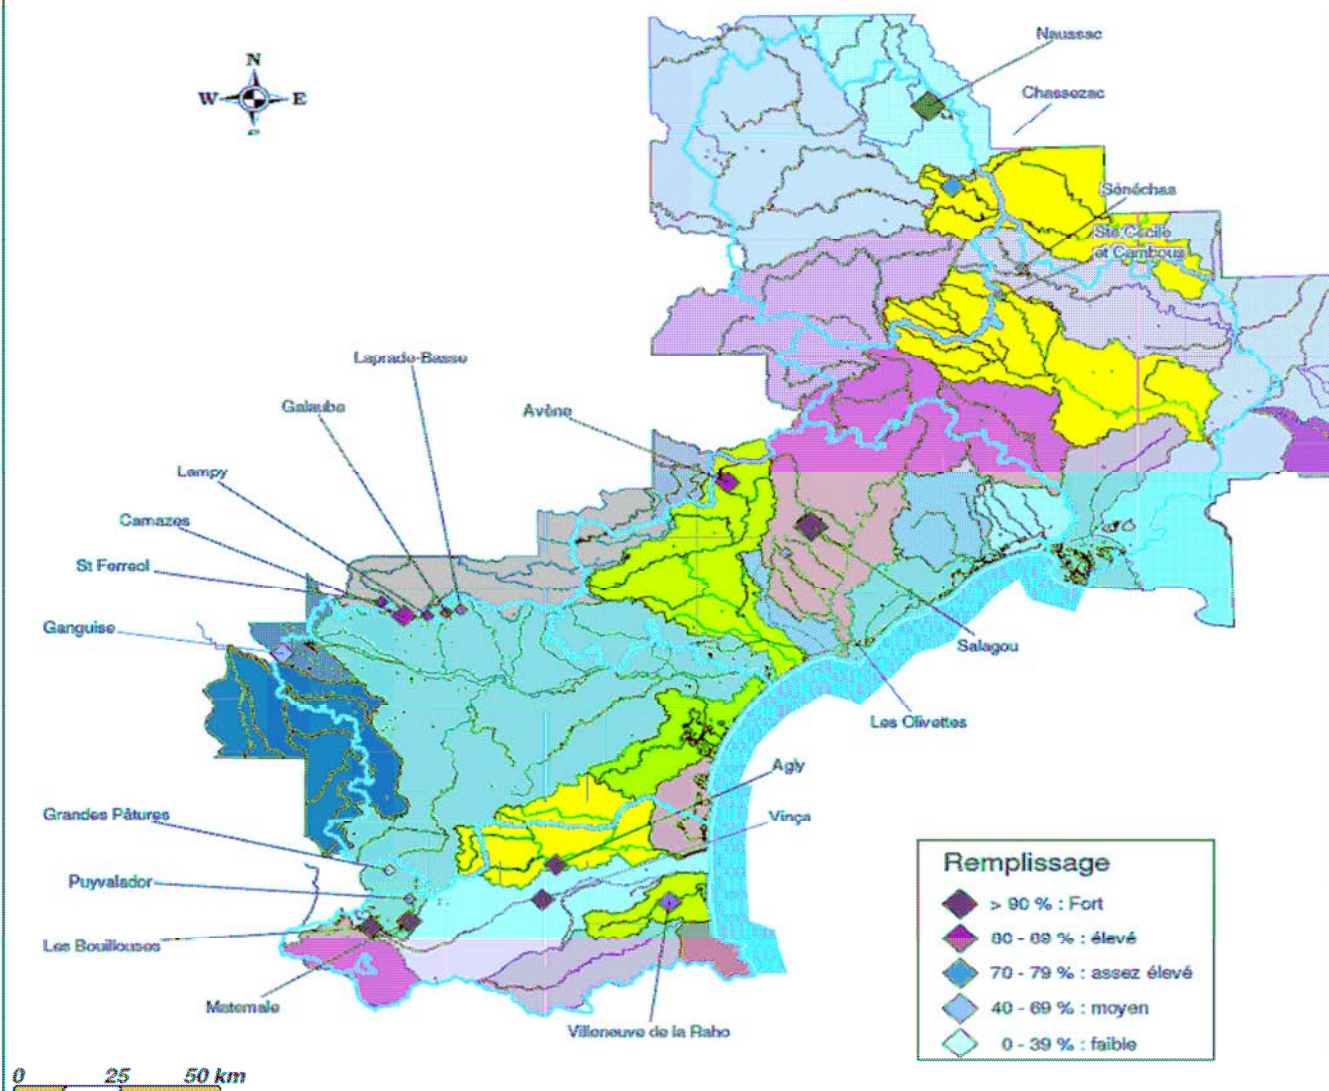 N
W E
Naussac
Chassezac
Sénéchas
Ste Cécile
et Cambous
Laprade-Basse
Galaube
Avène
Lampy
Camazes
St Ferreol
Ganguise
Salagou
Les Olivettes
Agly
Grandes Pâtures
Vinça
Puyvalador
Les Bouillouses
Matemale
Villeneuve de la Raho
Remplissage
> 90 % : Fort
80 - 89 % : élevé
70 - 79 % : assez élevé
40 - 69 % : moyen
0 - 39 % : faible
0 25 50 km